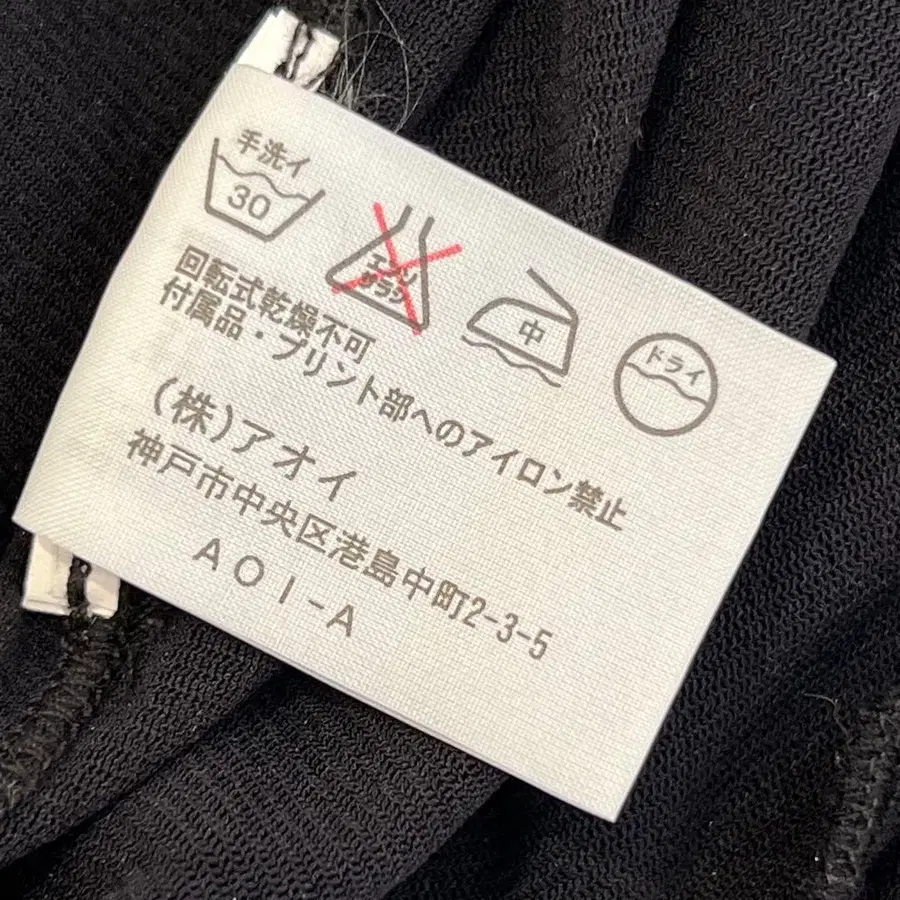 手洗イ
30
エンソ
サラシ
中
ドライ
回転式乾燥不可
付属品・プリント部へのアイロン禁止
(株)アオイ
神戸市中央区港島中町2-3-5
AOI-A